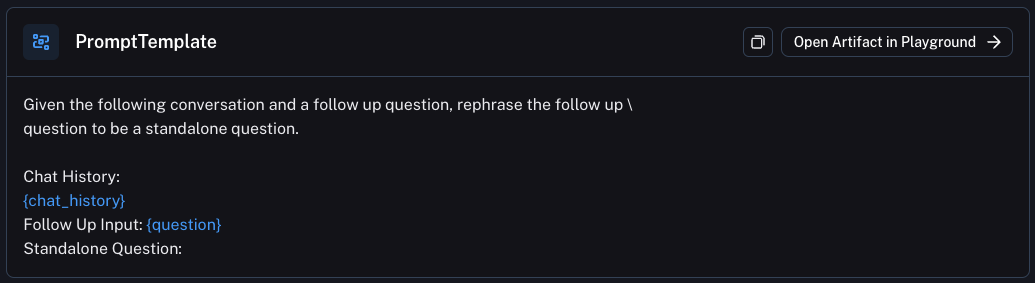 PromptTemplate
Open Artifact in Playground
Given the following conversation and a follow up question, rephrase the follow up \
question to be a standalone question.
Chat History:
{chat_history}
Follow Up Input: {question}
Standalone Question: